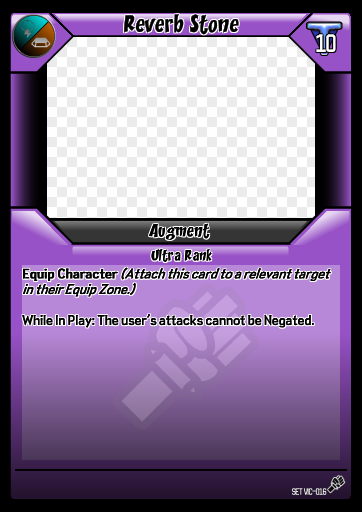 Reverb Stone
10
Augment
Ultra Rank
Equip Character (Attach this card to a relevant target
in their Equip Zone.)
While In Play: The user's attacks cannot be Negated.
SET VIC-016